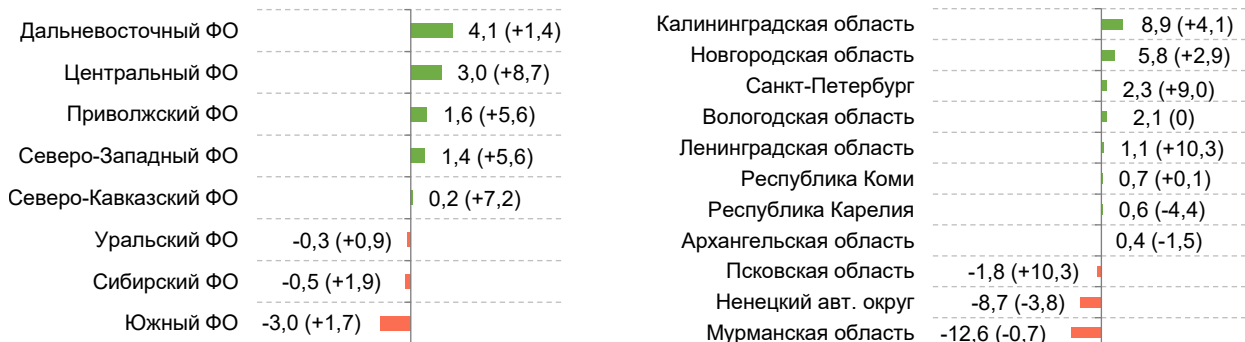 Дальневосточный ФО 4,1 (+1,4)
Центральный ФО 3,0 (+8,7)
Приволжский ФО 1,6 (+5,6)
Северо-Западный ФО 1,4 (+5,6)
Северо-Кавказский ФО 0,2 (+7,2)
Уральский ФО -0,3 (+0,9)
Сибирский ФО -0,5 (+1,9)
Южный ФО -3,0 (+1,7)
Калининградская область 8,9 (+4,1)
Новгородская область 5,8 (+2,9)
Санкт-Петербург 2,3 (+9,0)
Вологодская область 2,1 (0)
Ленинградская область 1,1 (+10,3)
Республика Коми 0,7 (+0,1)
Республика Карелия 0,6 (-4,4)
Архангельская область 0,4 (-1,5)
Псковская область -1,8 (+10,3)
Ненецкий авт. округ -8,7 (-3,8)
Мурманская область -12,6 (-0,7)